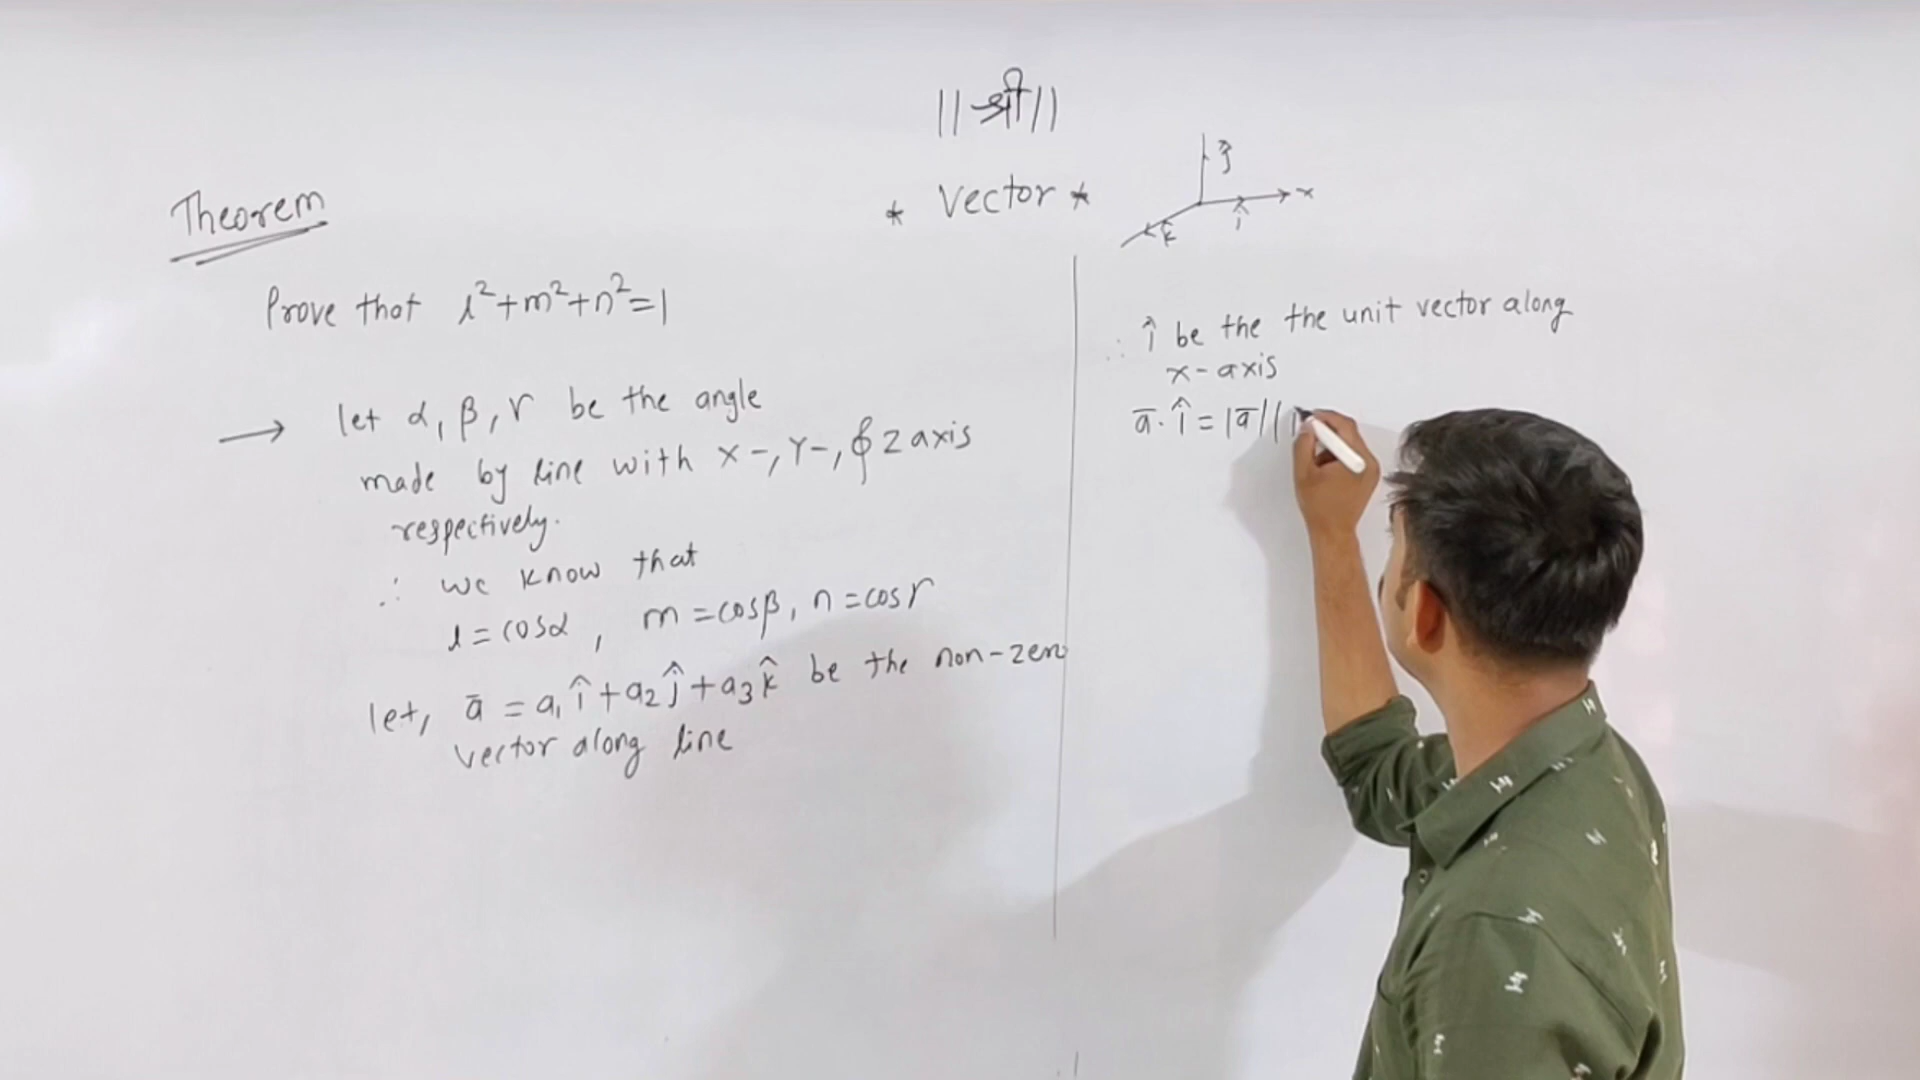 ||श्री||
* Vector *
Theorem
Prove that l²+m²+n²=1
→ let α, β, γ be the angle
made by line with X-, Y-, & Z axis
respectively.
∴ we know that
l = cosα, m = cosβ, n = cosγ
let, ā = a₁î + a₂ĵ + a₃k̂ be the non-zero
vector along line
ĵ
x
î
k̂
∴ î be the the unit vector along
x-axis
ā · î = |ā||